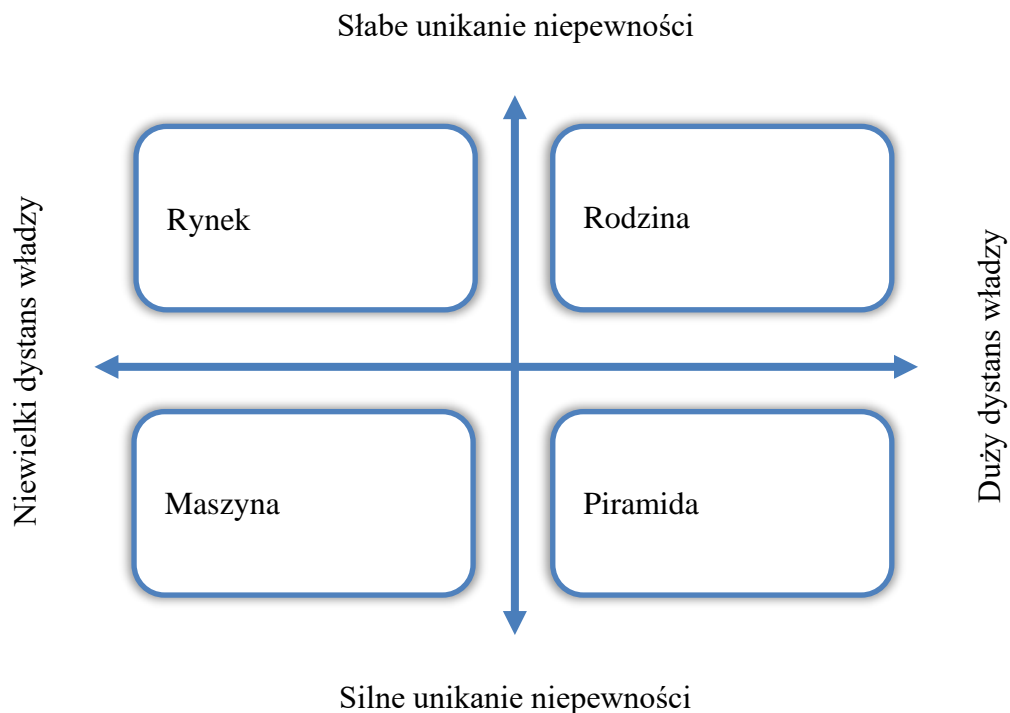 Słabe unikanie niepewności
Niewielki dystans władzy
Rynek
Rodzina
Duży dystans władzy
Maszyna
Piramida
Silne unikanie niepewności